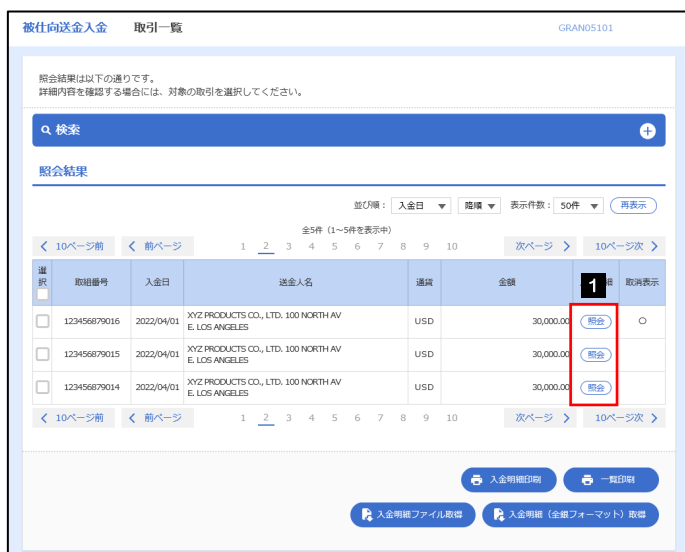 被仕向送金入金 取引一覧 GRAN05101
照会結果は以下の通りです。
詳細内容を確認する場合には、対象の取引を選択してください。
検索
照会結果
並び順： 入金日 降順 表示件数： 50件 再表示
全5件（1～5件を表示中）
10ページ前 前ページ 1 2 3 4 5 6 7 8 9 10 次ページ 10ページ次
選択 取組番号 入金日 送金人名 通貨 金額 細 取消表示
1
123456879016 2022/04/01 XYZ PRODUCTS CO., LTD. 100 NORTH AV USD 30,000.00 照会 ○
E. LOS ANGELES
123456879015 2022/04/01 XYZ PRODUCTS CO., LTD. 100 NORTH AV USD 30,000.00 照会
E. LOS ANGELES
123456879014 2022/04/01 XYZ PRODUCTS CO., LTD. 100 NORTH AV USD 30,000.00 照会
E. LOS ANGELES
10ページ前 前ページ 1 2 3 4 5 6 7 8 9 10 次ページ 10ページ次
入金明細印刷 一覧印刷
入金明細ファイル取得 入金明細（全銀フォーマット）取得